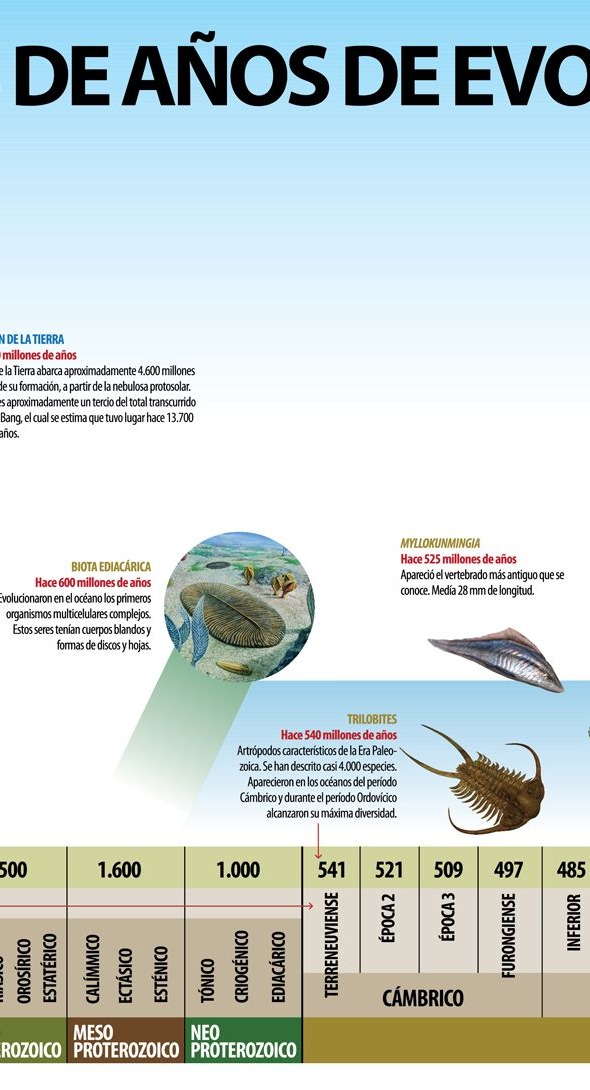 DE AÑOS DE EVO
N DE LA TIERRA
millones de años
e la Tierra abarca aproximadamente 4.600 millones
de su formación, a partir de la nebulosa protosolar.
es aproximadamente un tercio del total transcurrido
Bang, el cual se estima que tuvo lugar hace 13.700
años.
BIOTA EDIACÁRICA
Hace 600 millones de años
Evolucionaron en el océano los primeros
organismos multicelulares complejos.
Estos seres tenían cuerpos blandos y
formas de discos y hojas.
MYLLOKUNMINGIA
Hace 525 millones de años
Apareció el vertebrado más antiguo que se
conoce. Medía 28 mm de longitud.
TRILOBITES
Hace 540 millones de años
Artrópodos característicos de la Era Paleo-
zoica. Se han descrito casi 4.000 especies.
Aparecieron en los océanos del período
Cámbrico y durante el período Ordovícico
alcanzaron su máxima diversidad.
500 1.600 1.000 541 521 509 497 485
OROSÍRICO
ESTATÉRICO
CALÍMMICO
ECTÁSICO
ESTÉNICO
TÓNICO
CRIOGÉNICO
EDIACÁRICO
TERRENEUVIENSE
ÉPOCA 2
ÉPOCA 3
FURONGIENSE
INFERIOR
CÁMBRICO
EROZOICO
MESO
PROTEROZOICO
NEO
PROTEROZOICO